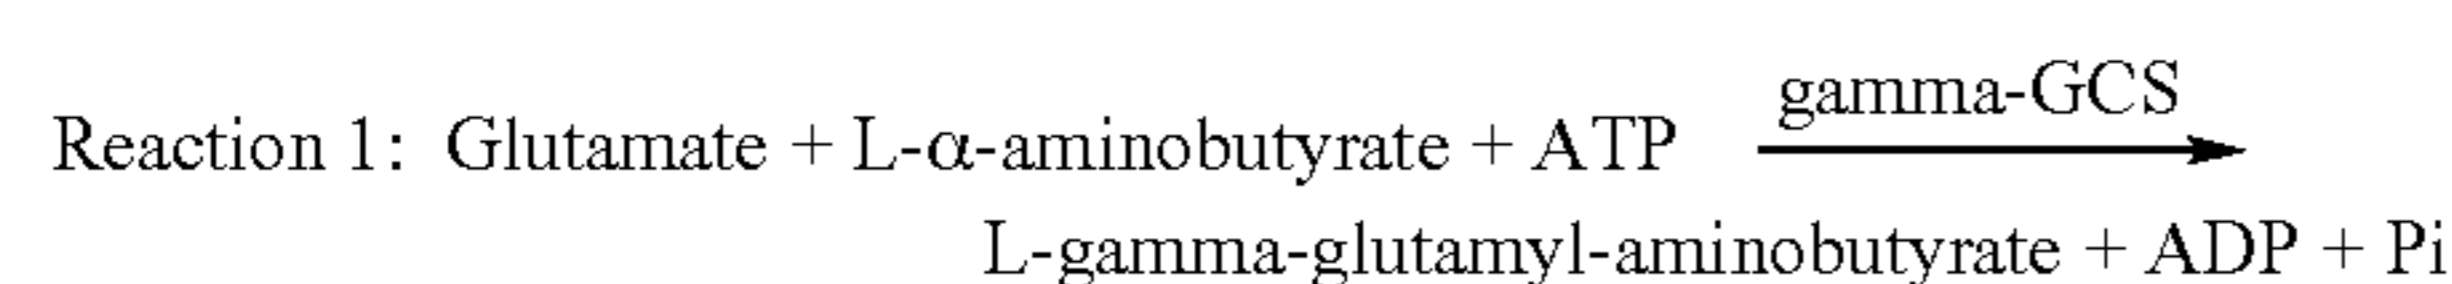 gamma-GCS
Reaction 1: Glutamate + L-α-aminobutyrate + ATP
L-gamma-glutamyl-aminobutyrate + ADP + Pi